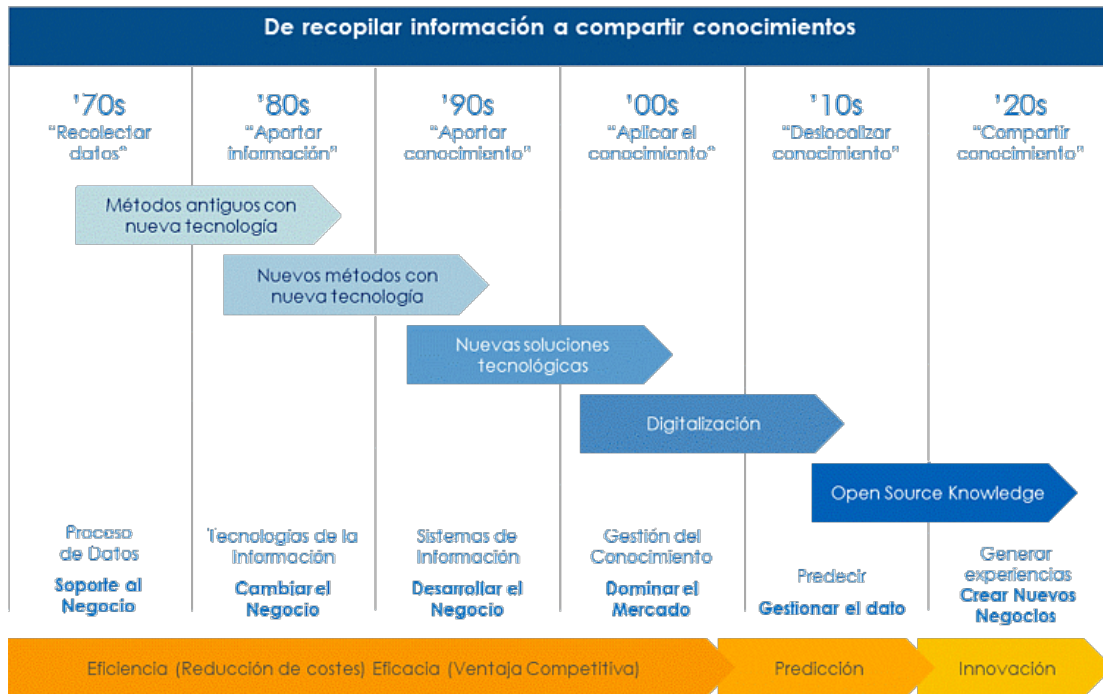 De recopilar información a compartir conocimientos
'70s
"Recolectar
datos"
'80s
"Aportar
información"
'90s
"Aportar
conocimiento"
'00s
"Aplicar el
conocimiento"
'10s
"Deslocalizar
conocimiento"
'20s
"Compartir
conocimiento"
Métodos antiguos con
nueva tecnología
Nuevos métodos con
nueva tecnología
Nuevas soluciones
tecnológicas
Digitalización
Open Source Knowledge
Proceso
de Datos
Soporte al
Negocio
Tecnologías de la
Información
Cambiar el
Negocio
Sistemas de
Información
Desarrollar el
Negocio
Gestión del
Conocimiento
Dominar el
Mercado
Predecir
Gestionar el dato
Generar
experiencias
Crear Nuevos
Negocios
Eficiencia (Reducción de costes) Eficacia (Ventaja Competitiva)
Predicción
Innovación